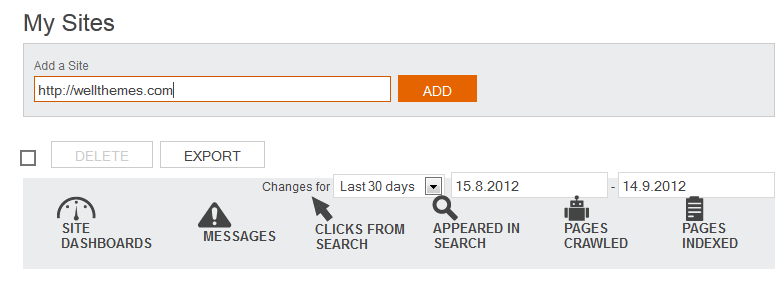 My Sites
Add a Site
http://wellthemes.com
ADD
DELETE
EXPORT
Changes for Last 30 days 15.8.2012 - 14.9.2012
SITE DASHBOARDS
MESSAGES
CLICKS FROM SEARCH
APPEARED IN SEARCH
PAGES CRAWLED
PAGES INDEXED